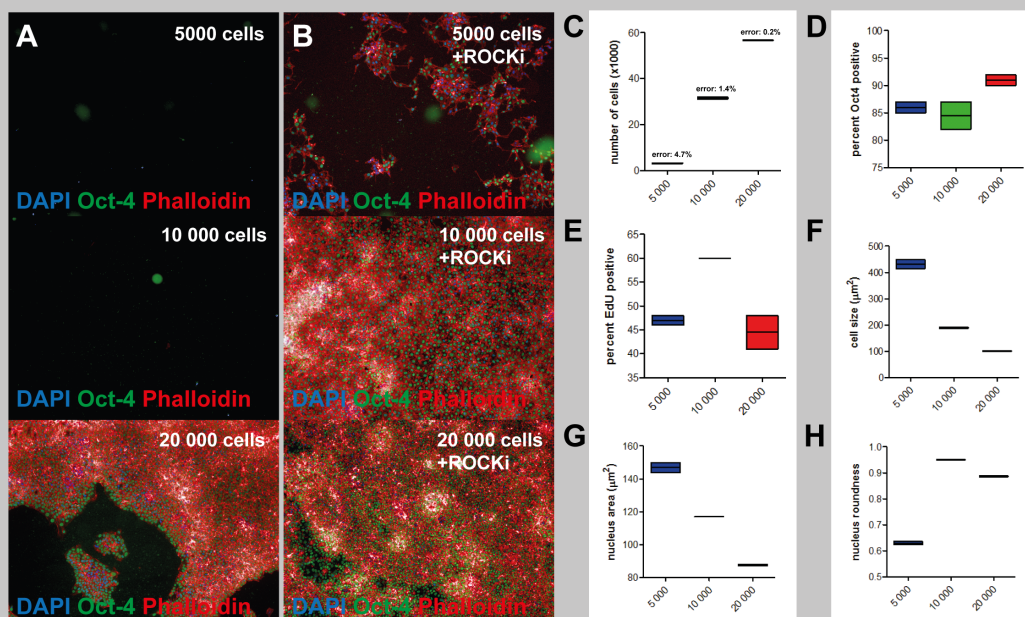 A
5000 cells
DAPI Oct-4 Phalloidin
10 000 cells
DAPI Oct-4 Phalloidin
20 000 cells
DAPI Oct-4 Phalloidin
B
5000 cells
+ROCKi
DAPI Oct-4 Phalloidin
10 000 cells
+ROCKi
DAPI Oct-4 Phalloidin
20 000 cells
+ROCKi
DAPI Oct-4 Phalloidin
C
number of cells (x1000)
60
40
20
0
error: 4.7%
error: 1.4%
error: 0.2%
5 000
10 000
20 000
D
percent Oct4 positive
100
95
90
85
80
75
5 000
10 000
20 000
E
percent EdU positive
65
60
55
50
45
40
35
5 000
10 000
20 000
F
cell size (µm²)
500
400
300
200
100
0
5 000
10 000
20 000
G
nucleus area (µm²)
160
140
120
100
80
5 000
10 000
20 000
H
nucleus roundness
1.0
0.9
0.8
0.7
0.6
0.5
5 000
10 000
20 000